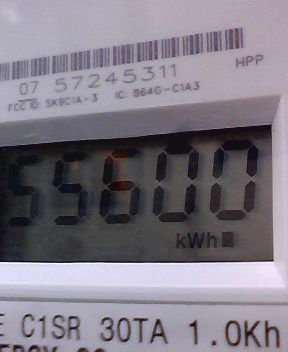 HPP
07 57245311
FCC ID: SK9C1A-3 IC: 864G-C1A3
55600
kWh
E C1SR 30TA 1.0Kh